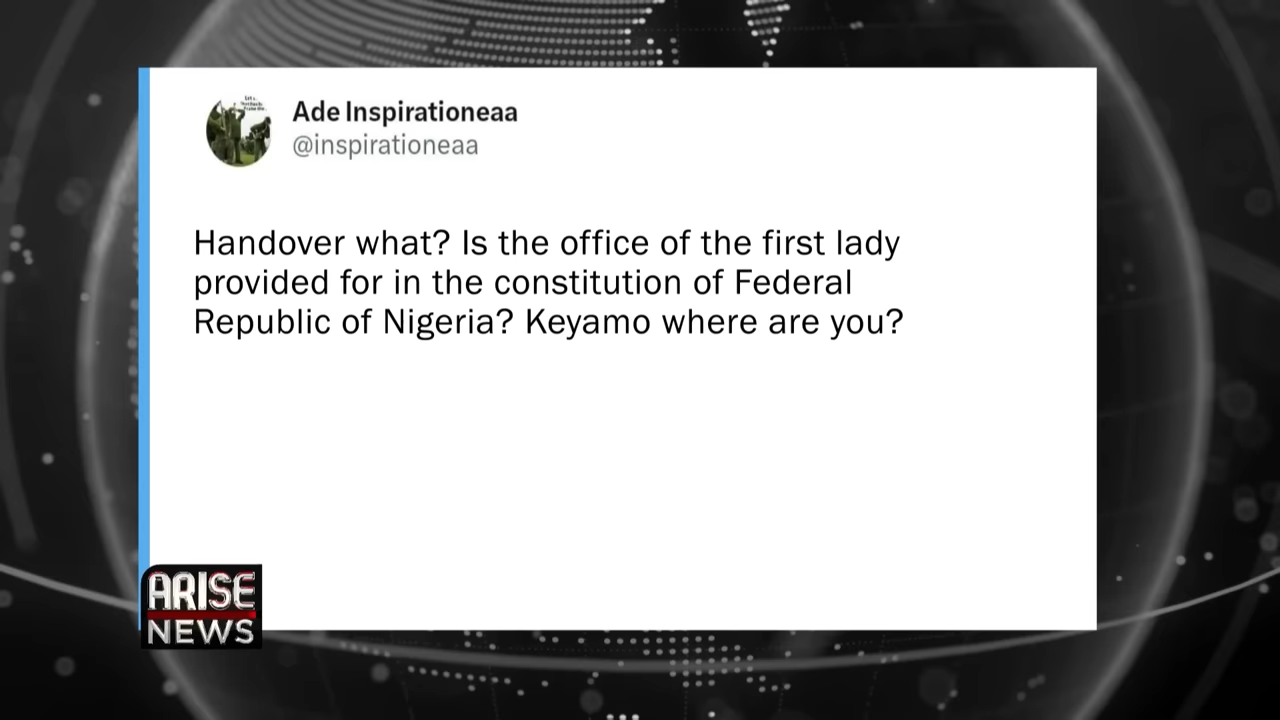 Ade Inspirationeaa
@inspirationeaa
Handover what? Is the office of the first lady
provided for in the constitution of Federal
Republic of Nigeria? Keyamo where are you?
ARISE
NEWS